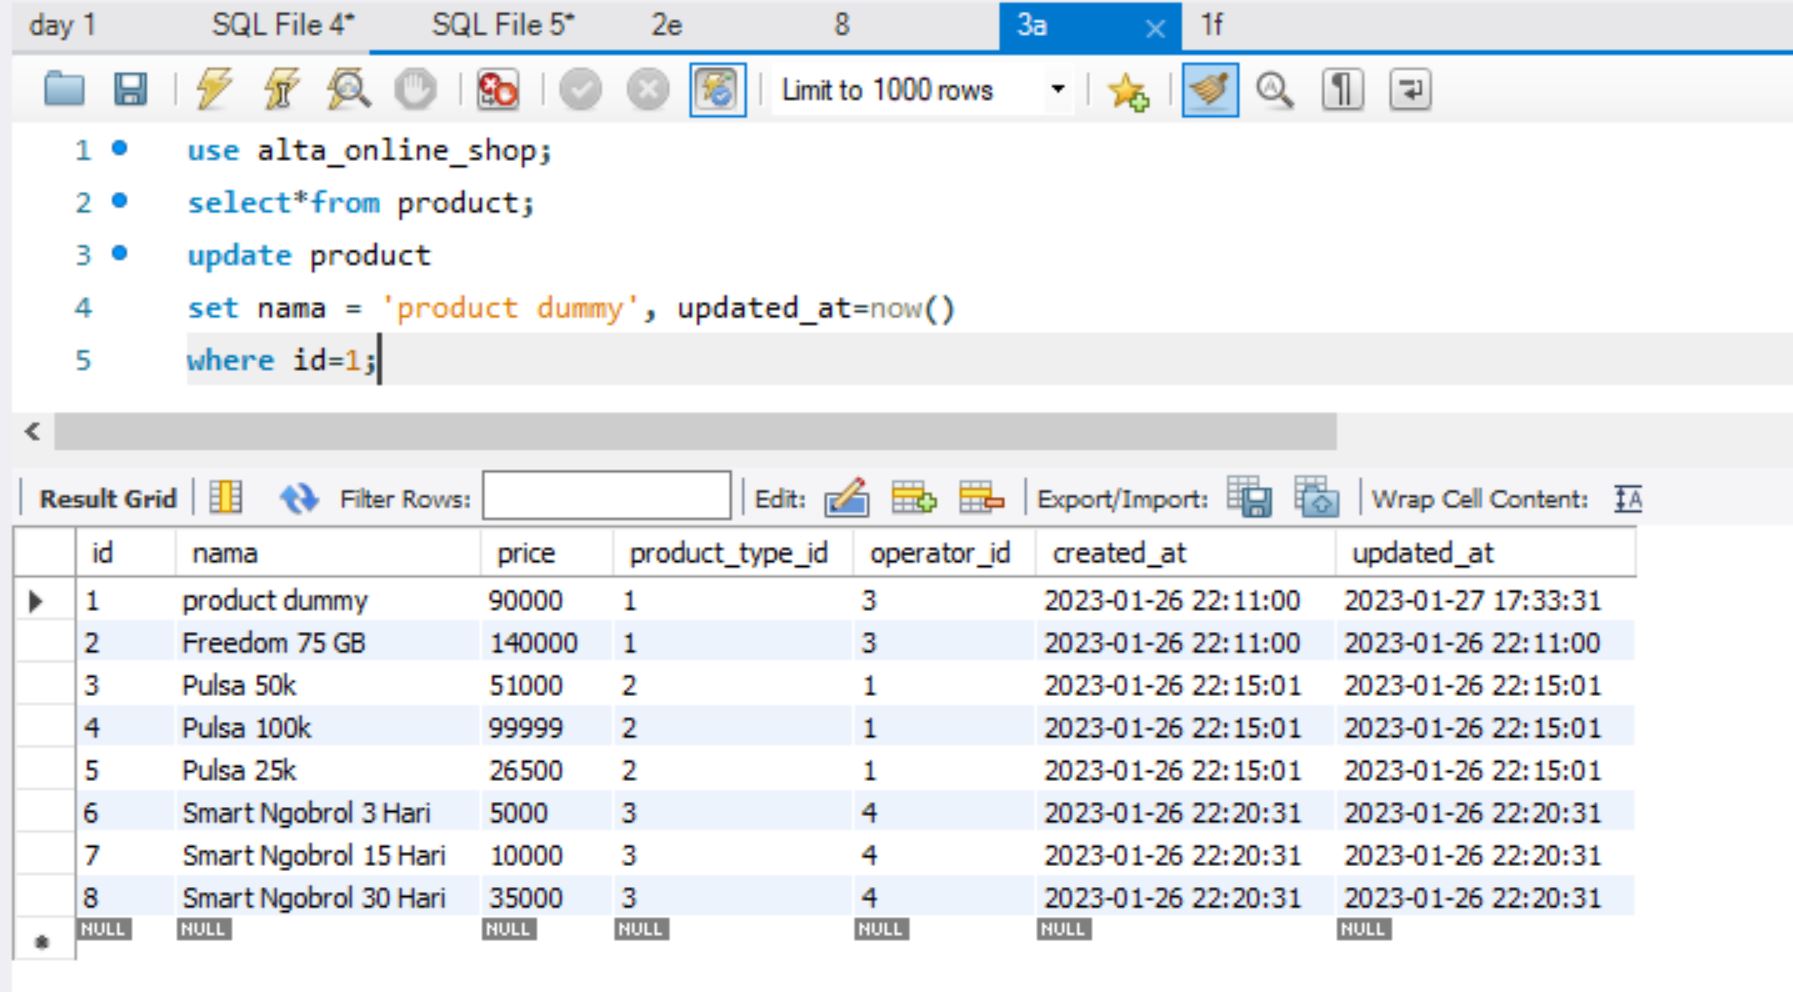 day 1 SQL File 4* SQL File 5* 2e 8 3a 1f
Limit to 1000 rows
1 use alta_online_shop;
2 select*from product;
3 update product
4 set nama = 'product dummy', updated_at=now()
5 where id=1;
Result Grid Filter Rows: Edit: Export/Import: Wrap Cell Content:
id nama price product_type_id operator_id created_at updated_at
1 product dummy 90000 1 3 2023-01-26 22:11:00 2023-01-27 17:33:31
2 Freedom 75 GB 140000 1 3 2023-01-26 22:11:00 2023-01-26 22:11:00
3 Pulsa 50k 51000 2 1 2023-01-26 22:15:01 2023-01-26 22:15:01
4 Pulsa 100k 99999 2 1 2023-01-26 22:15:01 2023-01-26 22:15:01
5 Pulsa 25k 26500 2 1 2023-01-26 22:15:01 2023-01-26 22:15:01
6 Smart Ngobrol 3 Hari 5000 3 4 2023-01-26 22:20:31 2023-01-26 22:20:31
7 Smart Ngobrol 15 Hari 10000 3 4 2023-01-26 22:20:31 2023-01-26 22:20:31
8 Smart Ngobrol 30 Hari 35000 3 4 2023-01-26 22:20:31 2023-01-26 22:20:31
NULL NULL NULL NULL NULL NULL NULL